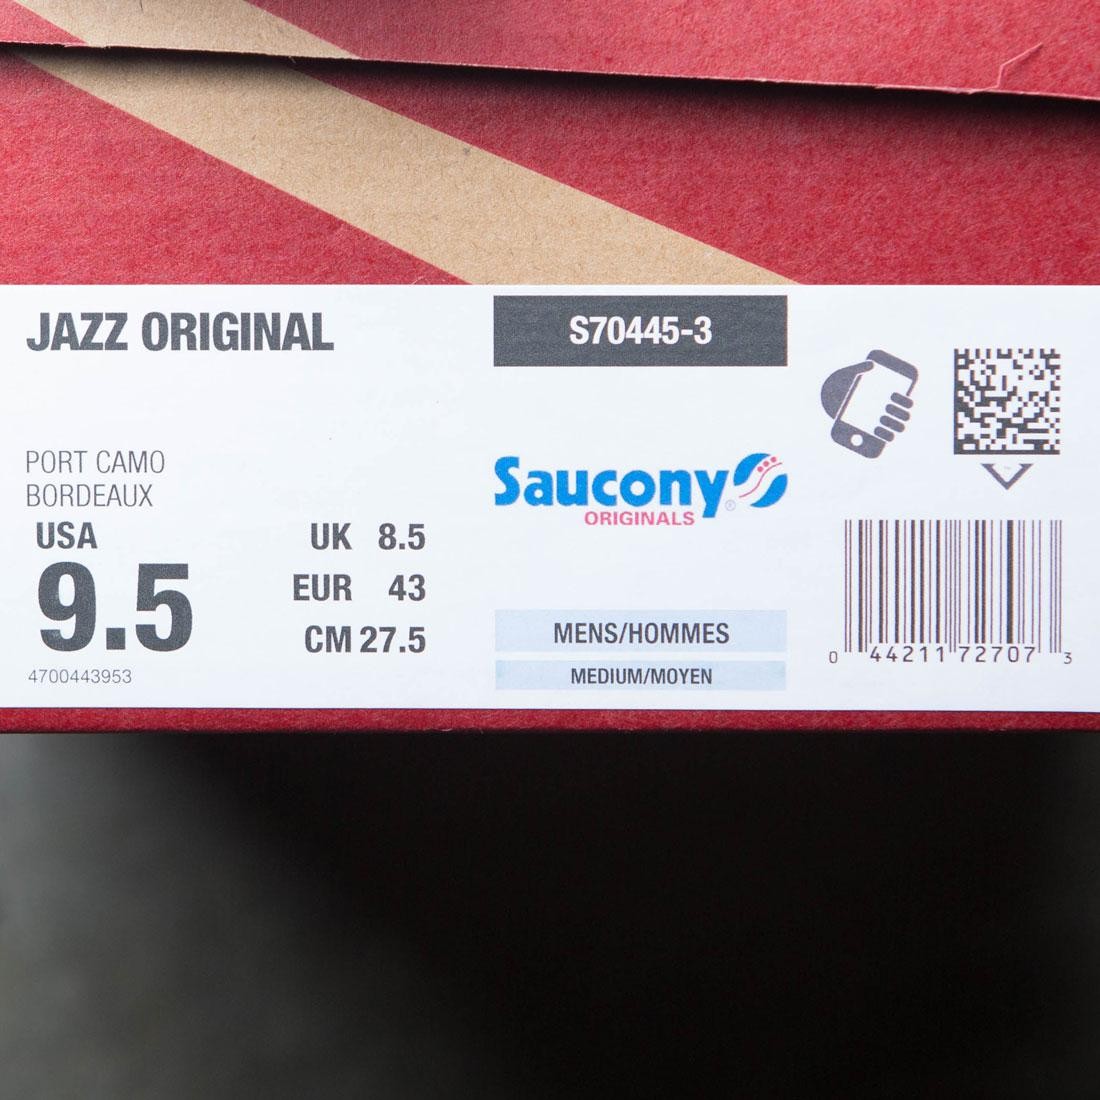 JAZZ ORIGINAL
S70445-3
PORT CAMO
BORDEAUX
USA
9.5
UK 8.5
EUR 43
CM 27.5
4700443953
Saucony®
ORIGINALS
MENS/HOMMES
MEDIUM/MOYEN
0 44211 72707 3